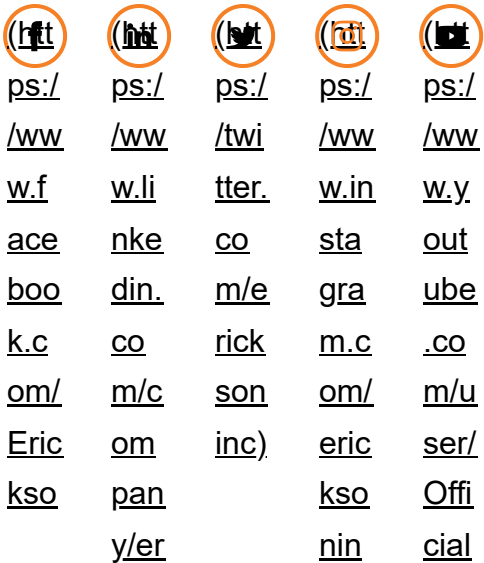 (htt
ps:/
/ww
w.f
ace
boo
k.c
om/
Eric
kso
(htt
ps:/
/ww
w.li
nke
din.
co
m/c
om
pan
y/er
(htt
ps:/
/twi
tter.
co
m/e
rick
son
inc)
(htt
ps:/
/ww
w.in
sta
gra
m.c
om/
eric
kso
nin
(htt
ps:/
/ww
w.y
out
ube
.co
m/u
ser/
Offi
cial